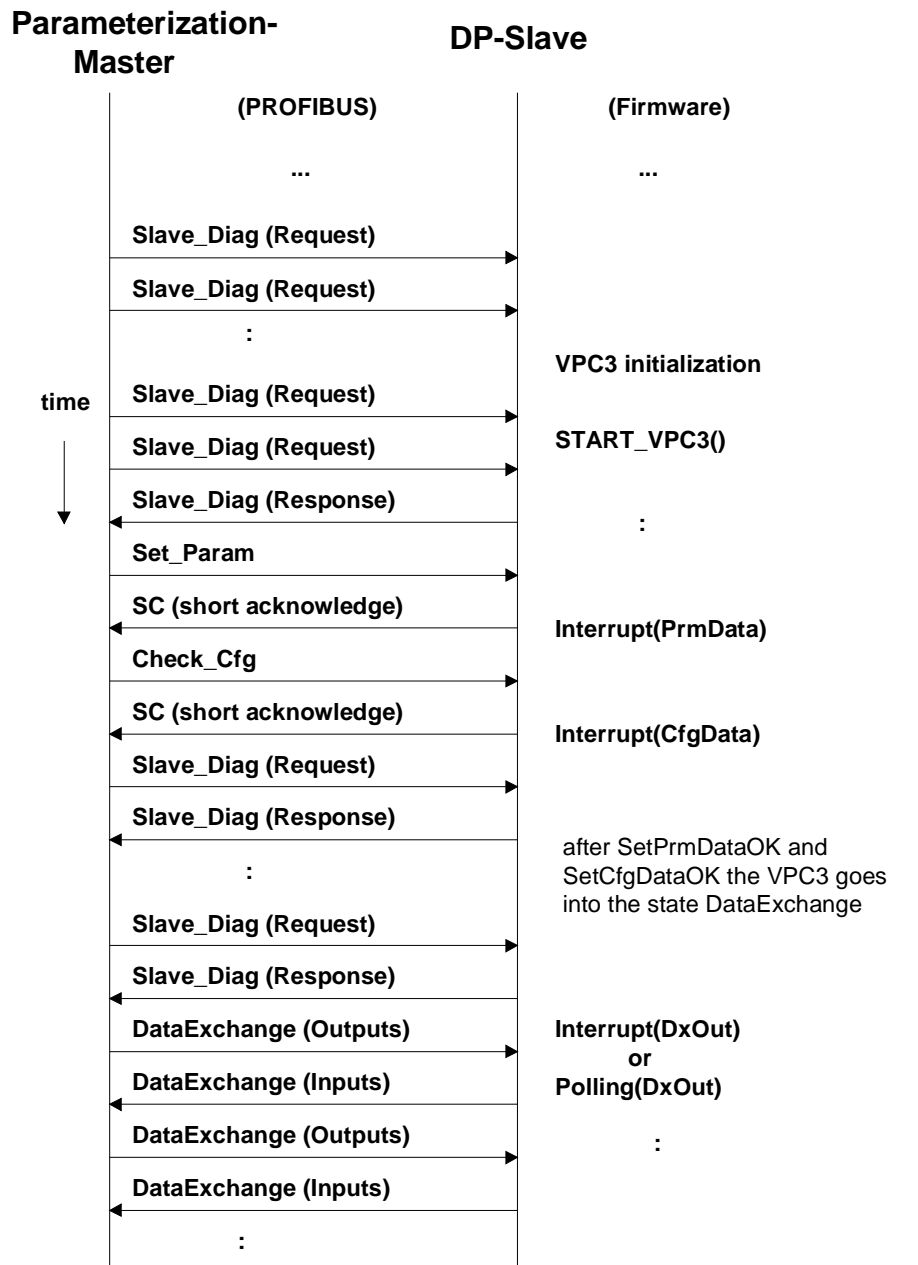 Parameterization-
Master
DP-Slave
(PROFIBUS)
(Firmware)
...
...
Slave_Diag (Request)
Slave_Diag (Request)
:
VPC3 initialization
time
Slave_Diag (Request)
START_VPC3()
Slave_Diag (Request)
Slave_Diag (Response)
:
Set_Param
SC (short acknowledge)
Interrupt(PrmData)
Check_Cfg
SC (short acknowledge)
Interrupt(CfgData)
Slave_Diag (Request)
Slave_Diag (Response)
:
after SetPrmDataOK and
SetCfgDataOK the VPC3 goes
into the state DataExchange
Slave_Diag (Request)
Slave_Diag (Response)
DataExchange (Outputs)
Interrupt(DxOut)
or
Polling(DxOut)
DataExchange (Inputs)
DataExchange (Outputs)
:
DataExchange (Inputs)
: